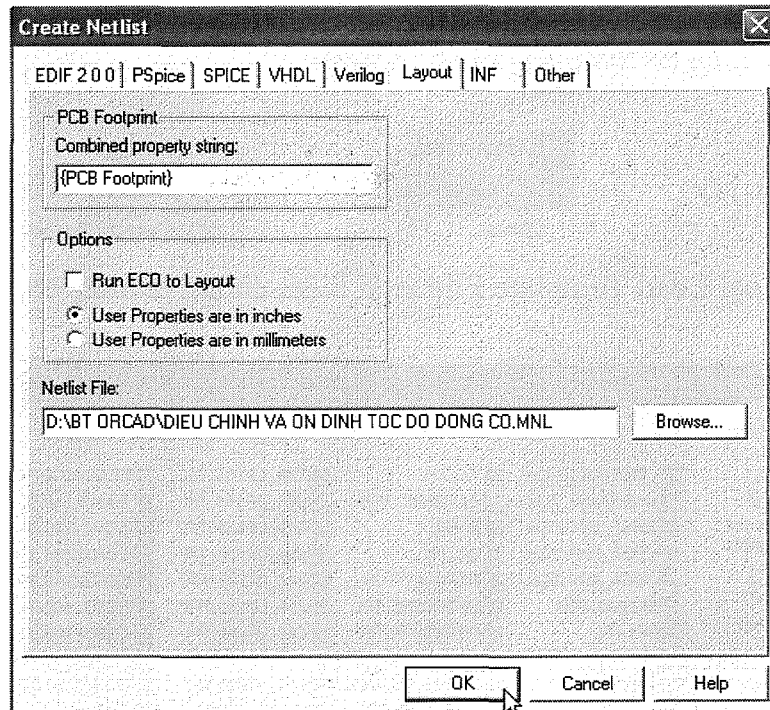 Create Netlist
EDIF 2 0 0 PSpice SPICE VHDL Verilog Layout INF Other
PCB Footprint
Combined property string:
{PCB Footprint}
Options
Run ECO to Layout
User Properties are in inches
User Properties are in millimeters
Netlist File:
D:\BT ORCAD\DIEU CHINH VA ON DINH TOC DO DONG CO.MNL Browse...
OK Cancel Help